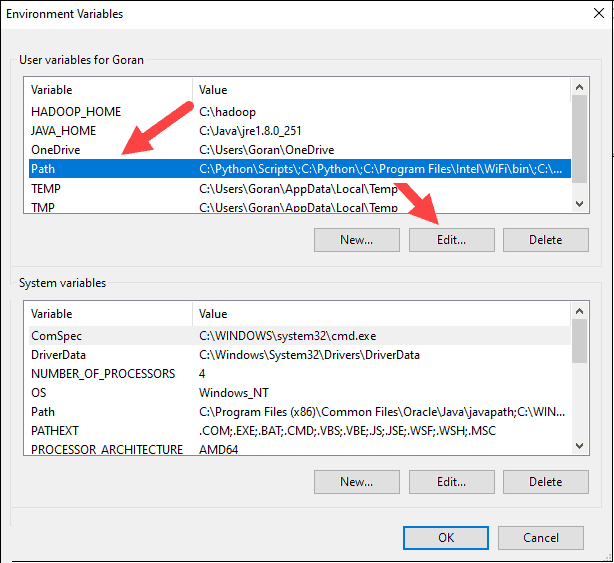 Environment Variables
User variables for Goran
Variable Value
HADOOP_HOME C:\hadoop
JAVA_HOME C:\Java\jre1.8.0_251
OneDrive C:\Users\Goran\OneDrive
Path C:\Python\Scripts\;C:\Python\;C:\Program Files\Intel\WiFi\bin\;C:\...
TEMP C:\Users\Goran\AppData\Local\Temp
TMP C:\Users\Goran\AppData\Local\Temp
New... Edit... Delete
System variables
Variable Value
ComSpec C:\WINDOWS\system32\cmd.exe
DriverData C:\Windows\System32\Drivers\DriverData
NUMBER_OF_PROCESSORS 4
OS Windows_NT
Path C:\Program Files (x86)\Common Files\Oracle\Java\javapath;C:\WIN...
PATHEXT .COM;.EXE;.BAT;.CMD;.VBS;.VBE;.JS;.JSE;.WSF;.WSH;.MSC
PROCESSOR_ARCHITECTURE AMD64
New... Edit... Delete
OK Cancel